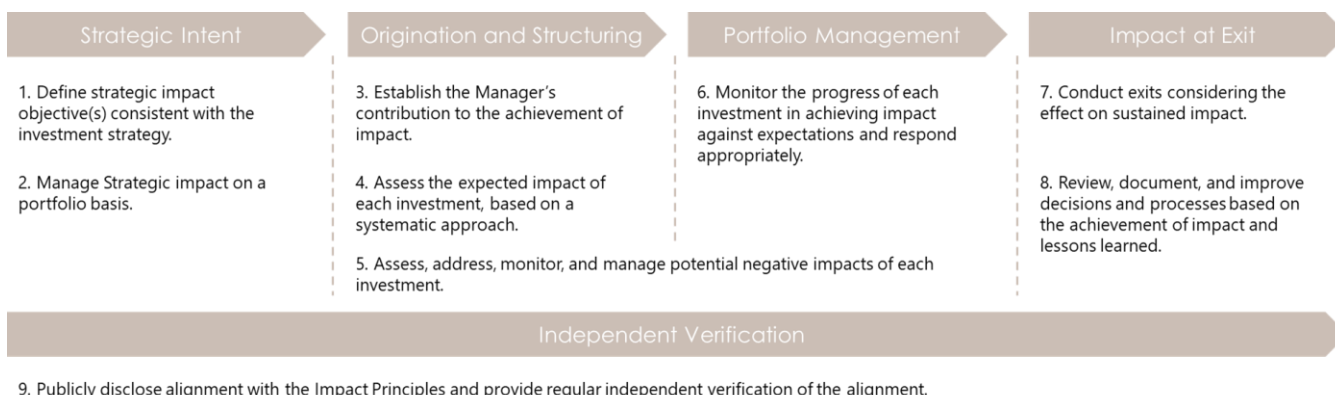 Strategic Intent
Origination and Structuring
Portfolio Management
Impact at Exit
1. Define strategic impact
objective(s) consistent with the
investment strategy.
2. Manage Strategic impact on a
portfolio basis.
3. Establish the Manager's
contribution to the achievement of
impact.
4. Assess the expected impact of
each investment, based on a
systematic approach.
5. Assess, address, monitor, and manage potential negative impacts of each
investment.
6. Monitor the progress of each
investment in achieving impact
against expectations and respond
appropriately.
7. Conduct exits considering the
effect on sustained impact.
8. Review, document, and improve
decisions and processes based on
the achievement of impact and
lessons learned.
Independent Verification
9. Publicly disclose alignment with the Impact Principles and provide regular independent verification of the alignment.